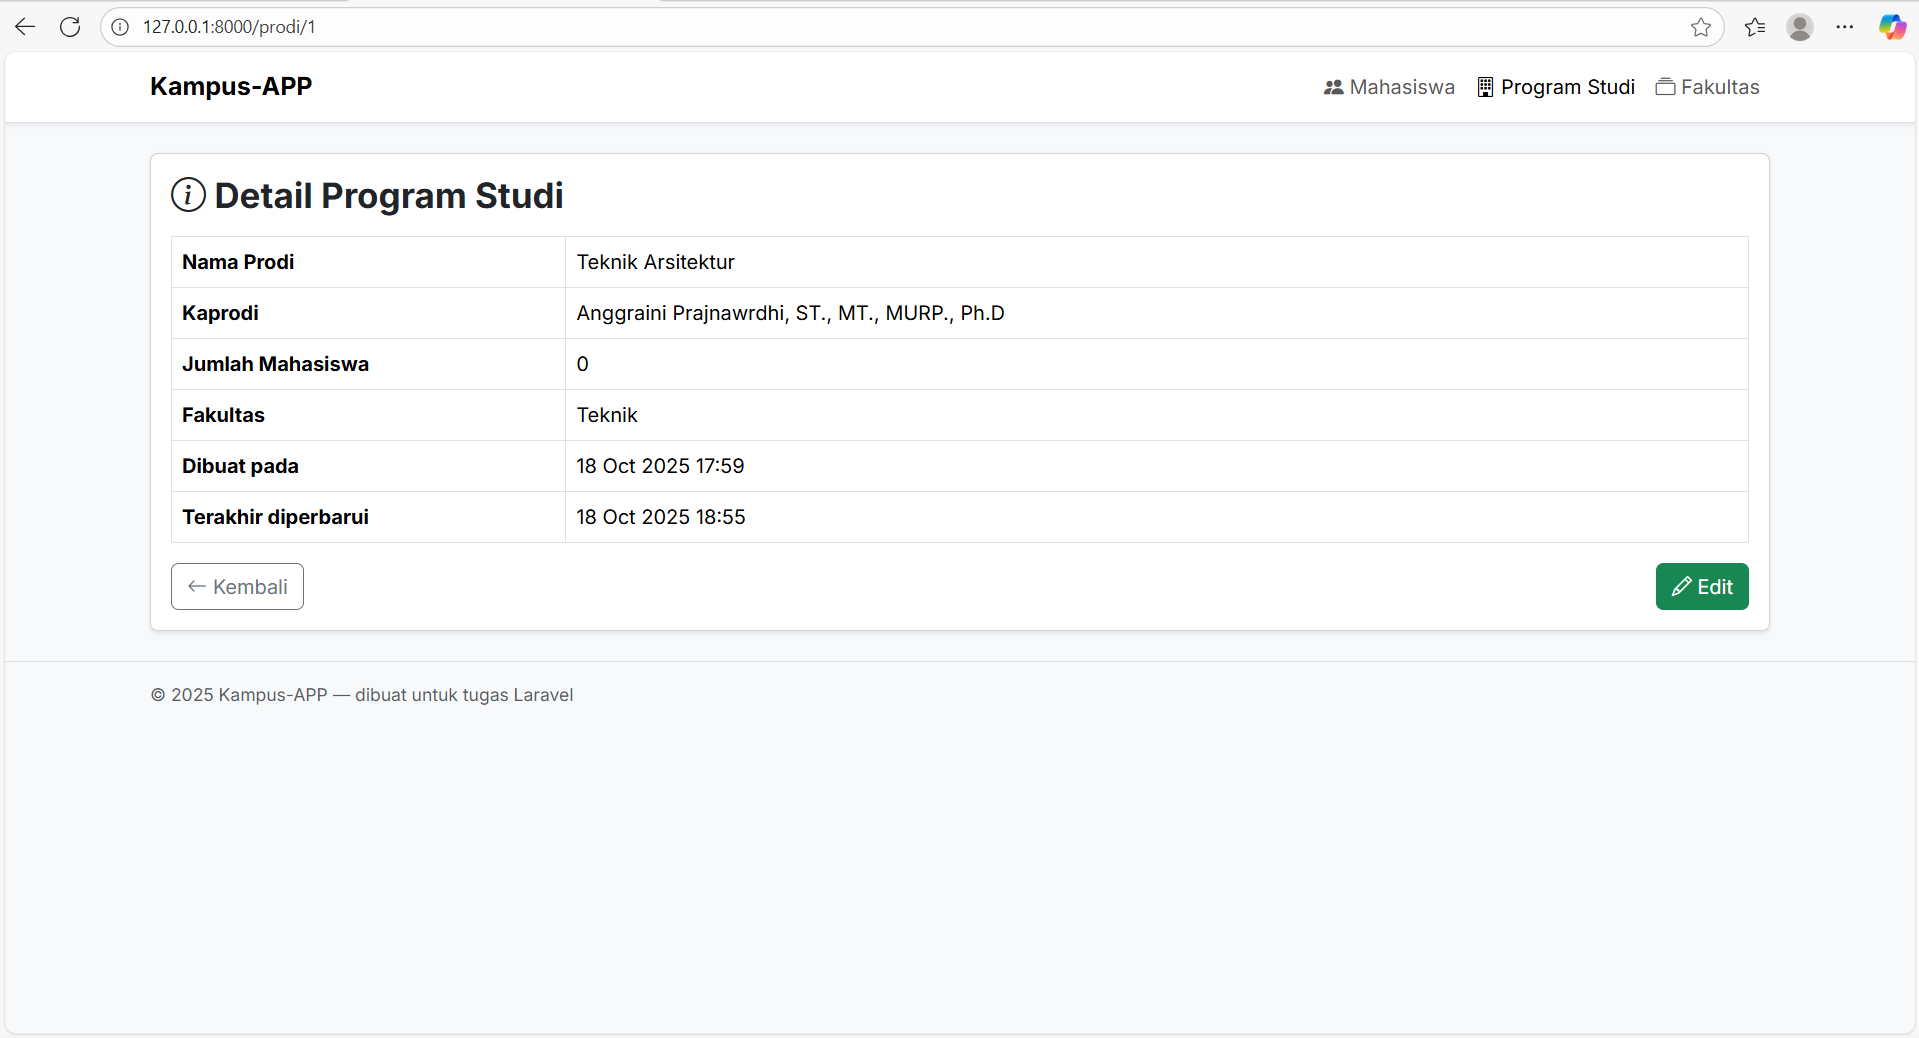 127.0.0.1:8000/prodi/1
Kampus-APP
Mahasiswa Program Studi Fakultas
Detail Program Studi
Nama Prodi Teknik Arsitektur
Kaprodi Anggraini Prajnawrdhi, ST., MT., MURP., Ph.D
Jumlah Mahasiswa 0
Fakultas Teknik
Dibuat pada 18 Oct 2025 17:59
Terakhir diperbarui 18 Oct 2025 18:55
← Kembali Edit
© 2025 Kampus-APP — dibuat untuk tugas Laravel